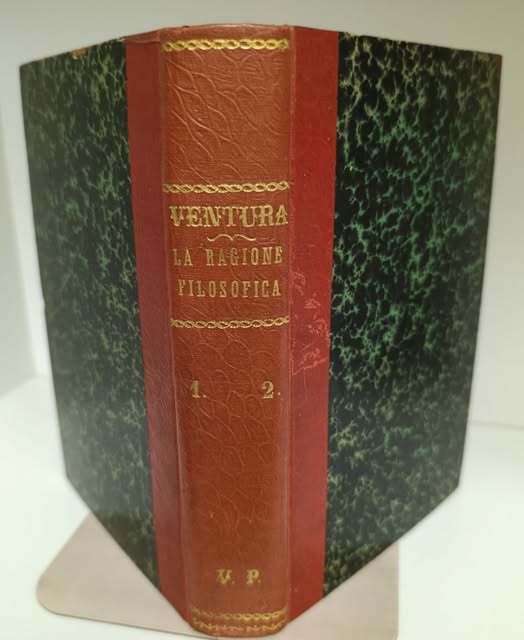 VENTURA
LA RAGIONE
FILOSOFICA
1. 2.
V. P.